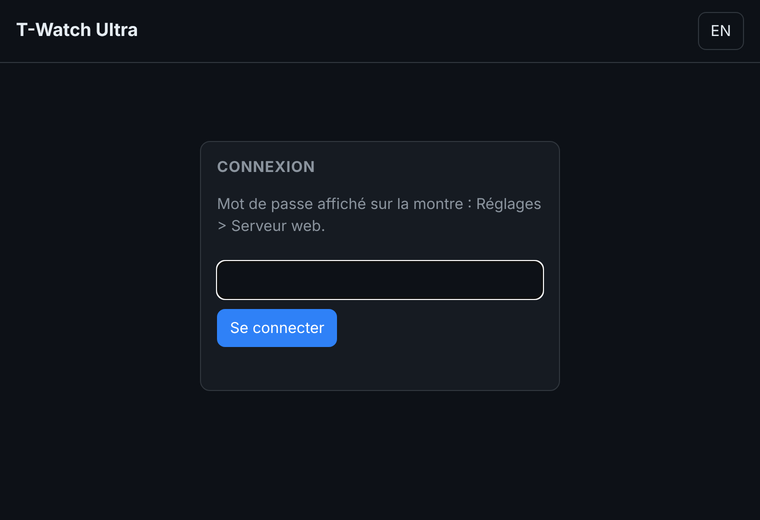 T-Watch Ultra
EN
CONNEXION
Mot de passe affiché sur la montre : Réglages
> Serveur web.
Se connecter